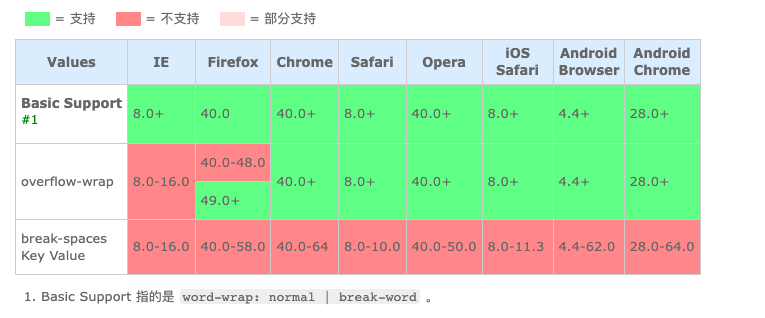 = 支持 = 不支持 = 部分支持
Values IE Firefox Chrome Safari Opera iOS Safari Android Browser Android Chrome
Basic Support #1 8.0+ 40.0 40.0+ 8.0+ 40.0+ 8.0+ 4.4+ 28.0+
overflow-wrap 8.0-16.0 40.0-48.0 49.0+ 40.0+ 8.0+ 40.0+ 8.0+ 4.4+ 28.0+
break-spaces Key Value 8.0-16.0 40.0-58.0 40.0-64 8.0-10.0 40.0-50.0 8.0-11.3 4.4-62.0 28.0-64.0
1. Basic Support 指的是 word-wrap: normal | break-word 。